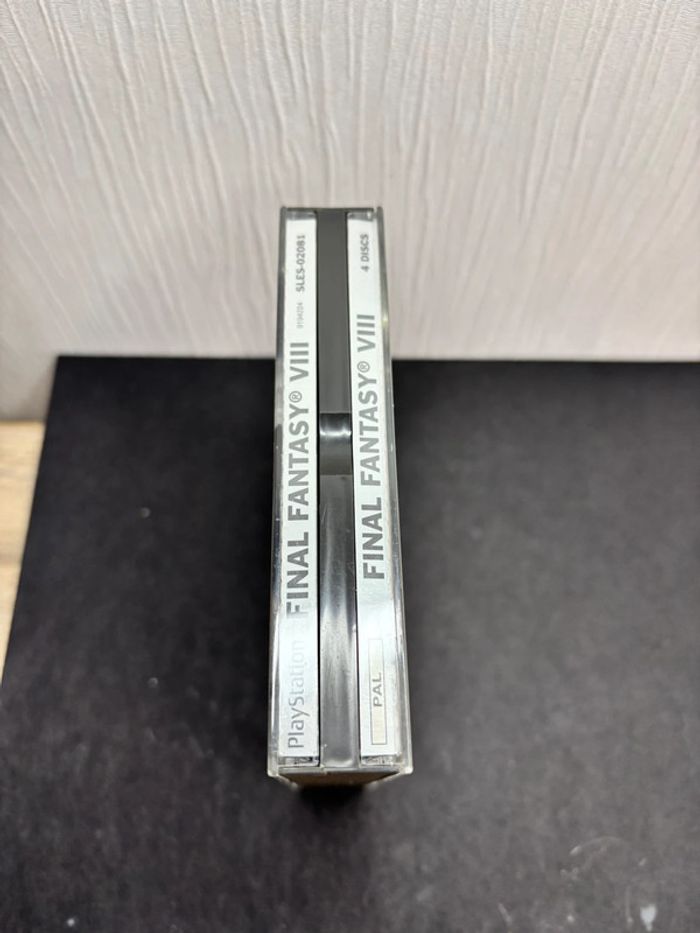 PlayStation FINAL FANTASY® VIII SLES-02081
PAL FINAL FANTASY® VIII 4 DISCS